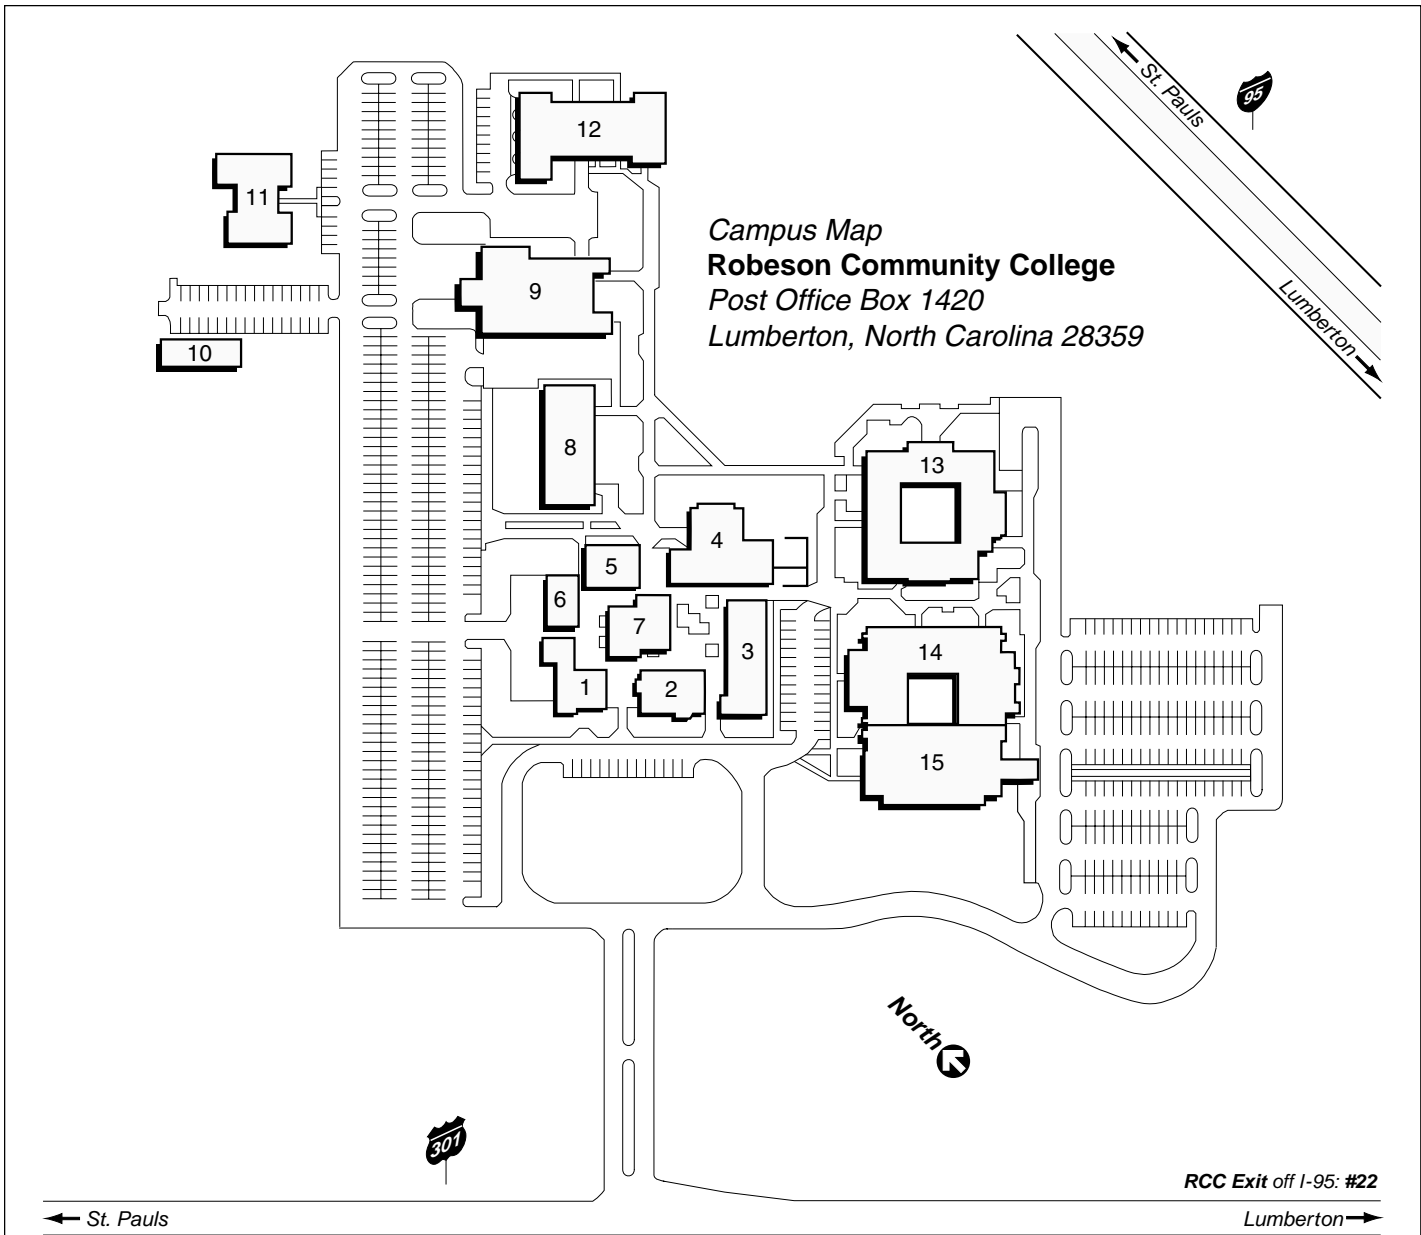 St. Pauls
95
12
11
Campus Map
Robeson Community College
Post Office Box 1420
Lumberton, North Carolina 28359
9
Lumberton
10
8
13
4
5
6
7
3
14
1
2
15
North
301
RCC Exit off I-95: #22
St. Pauls
Lumberton